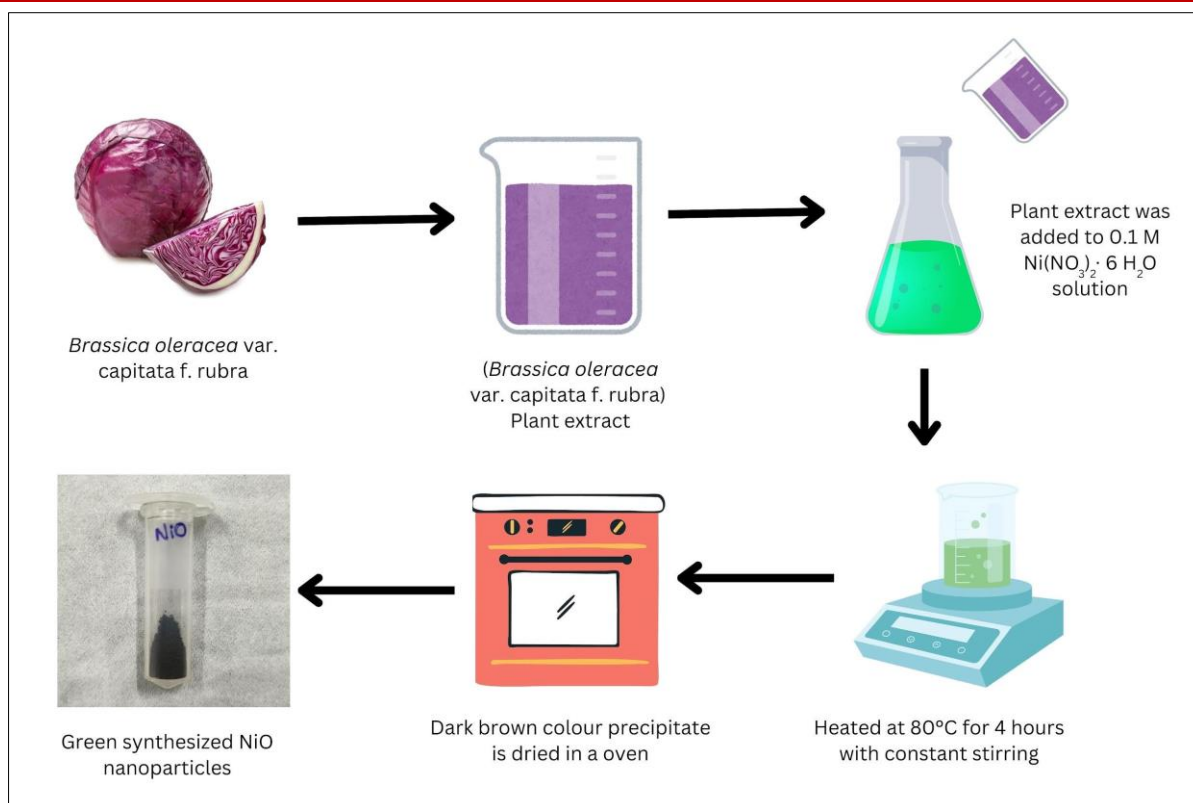 Brassica oleracea var.
capitata f. rubra
(Brassica oleracea
var. capitata f. rubra)
Plant extract
Plant extract was
added to 0.1 M
Ni(NO₃)₂ · 6 H₂O
solution
Heated at 80°C for 4 hours
with constant stirring
Dark brown colour precipitate
is dried in a oven
NiO
Green synthesized NiO
nanoparticles